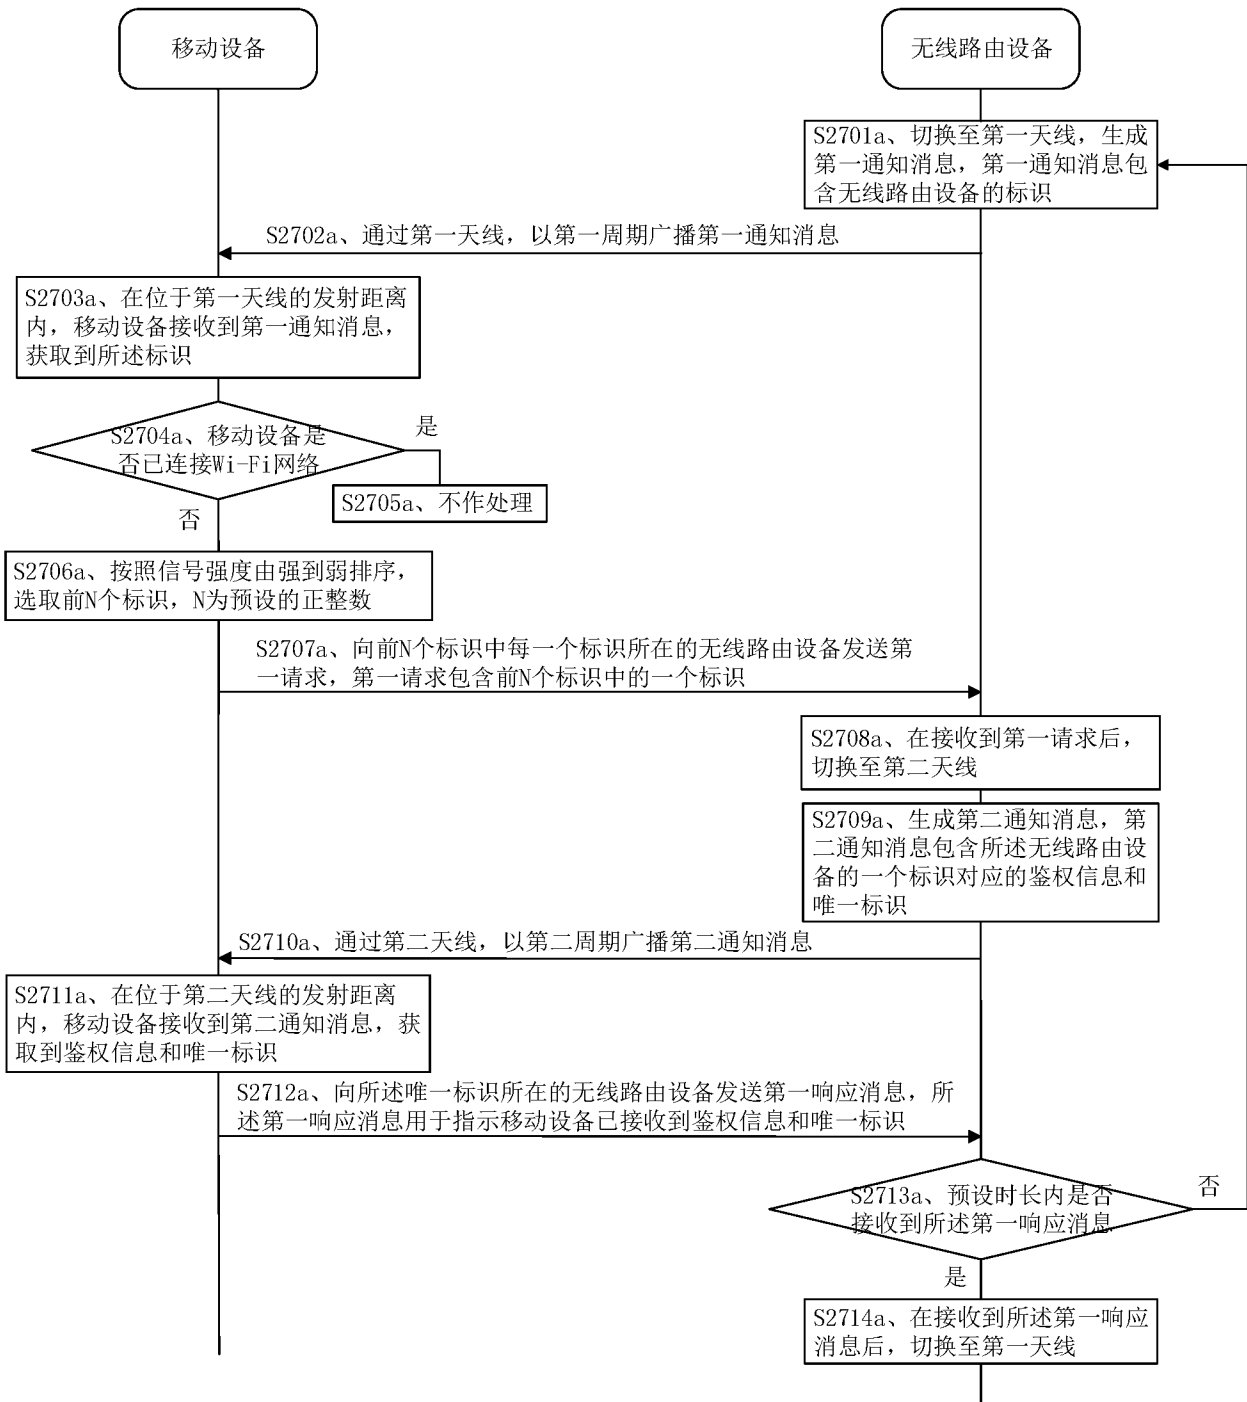 移动设备
无线路由设备
S2701a、切换至第一天线，生成
第一通知消息，第一通知消息包
含无线路由设备的标识
S2702a、通过第一天线，以第一周期广播第一通知消息
S2703a、在位于第一天线的发射距离
内，移动设备接收到第一通知消息，
获取到所述标识
S2704a、移动设备是
否已连接Wi-Fi网络
是
S2705a、不作处理
否
S2706a、按照信号强度由强到弱排序，
选取前N个标识，N为预设的正整数
S2707a、向前N个标识中每一个标识所在的无线路由设备发送第
一请求，第一请求包含前N个标识中的一个标识
S2708a、在接收到第一请求后，
切换至第二天线
S2709a、生成第二通知消息，第
二通知消息包含所述无线路由设
备的一个标识对应的鉴权信息和
唯一标识
S2710a、通过第二天线，以第二周期广播第二通知消息
S2711a、在位于第二天线的发射距离
内，移动设备接收到第二通知消息，获
取到鉴权信息和唯一标识
S2712a、向所述唯一标识所在的无线路由设备发送第一响应消息，所
述第一响应消息用于指示移动设备已接收到鉴权信息和唯一标识
S2713a、预设时长内是否
接收到所述第一响应消息
否
是
S2714a、在接收到所述第一响应
消息后，切换至第一天线